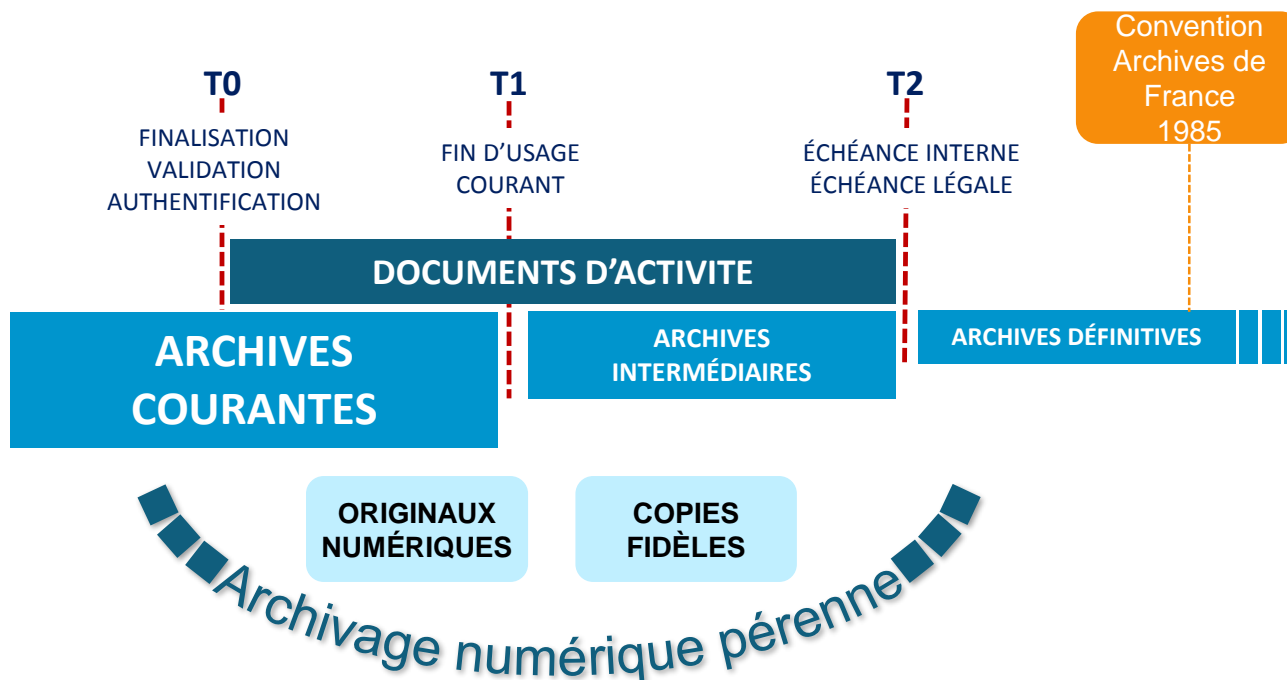 Convention
Archives de
France
1985
T0
T1
T2
FINALISATION
VALIDATION
AUTHENTIFICATION
FIN D’USAGE
COURANT
ÉCHÉANCE INTERNE
ÉCHÉANCE LÉGALE
DOCUMENTS D’ACTIVITE
ARCHIVES
COURANTES
ARCHIVES
INTERMÉDIAIRES
ARCHIVES DÉFINITIVES
ORIGINAUX
NUMÉRIQUES
COPIES
FIDÈLES
Archivage numérique pérenne